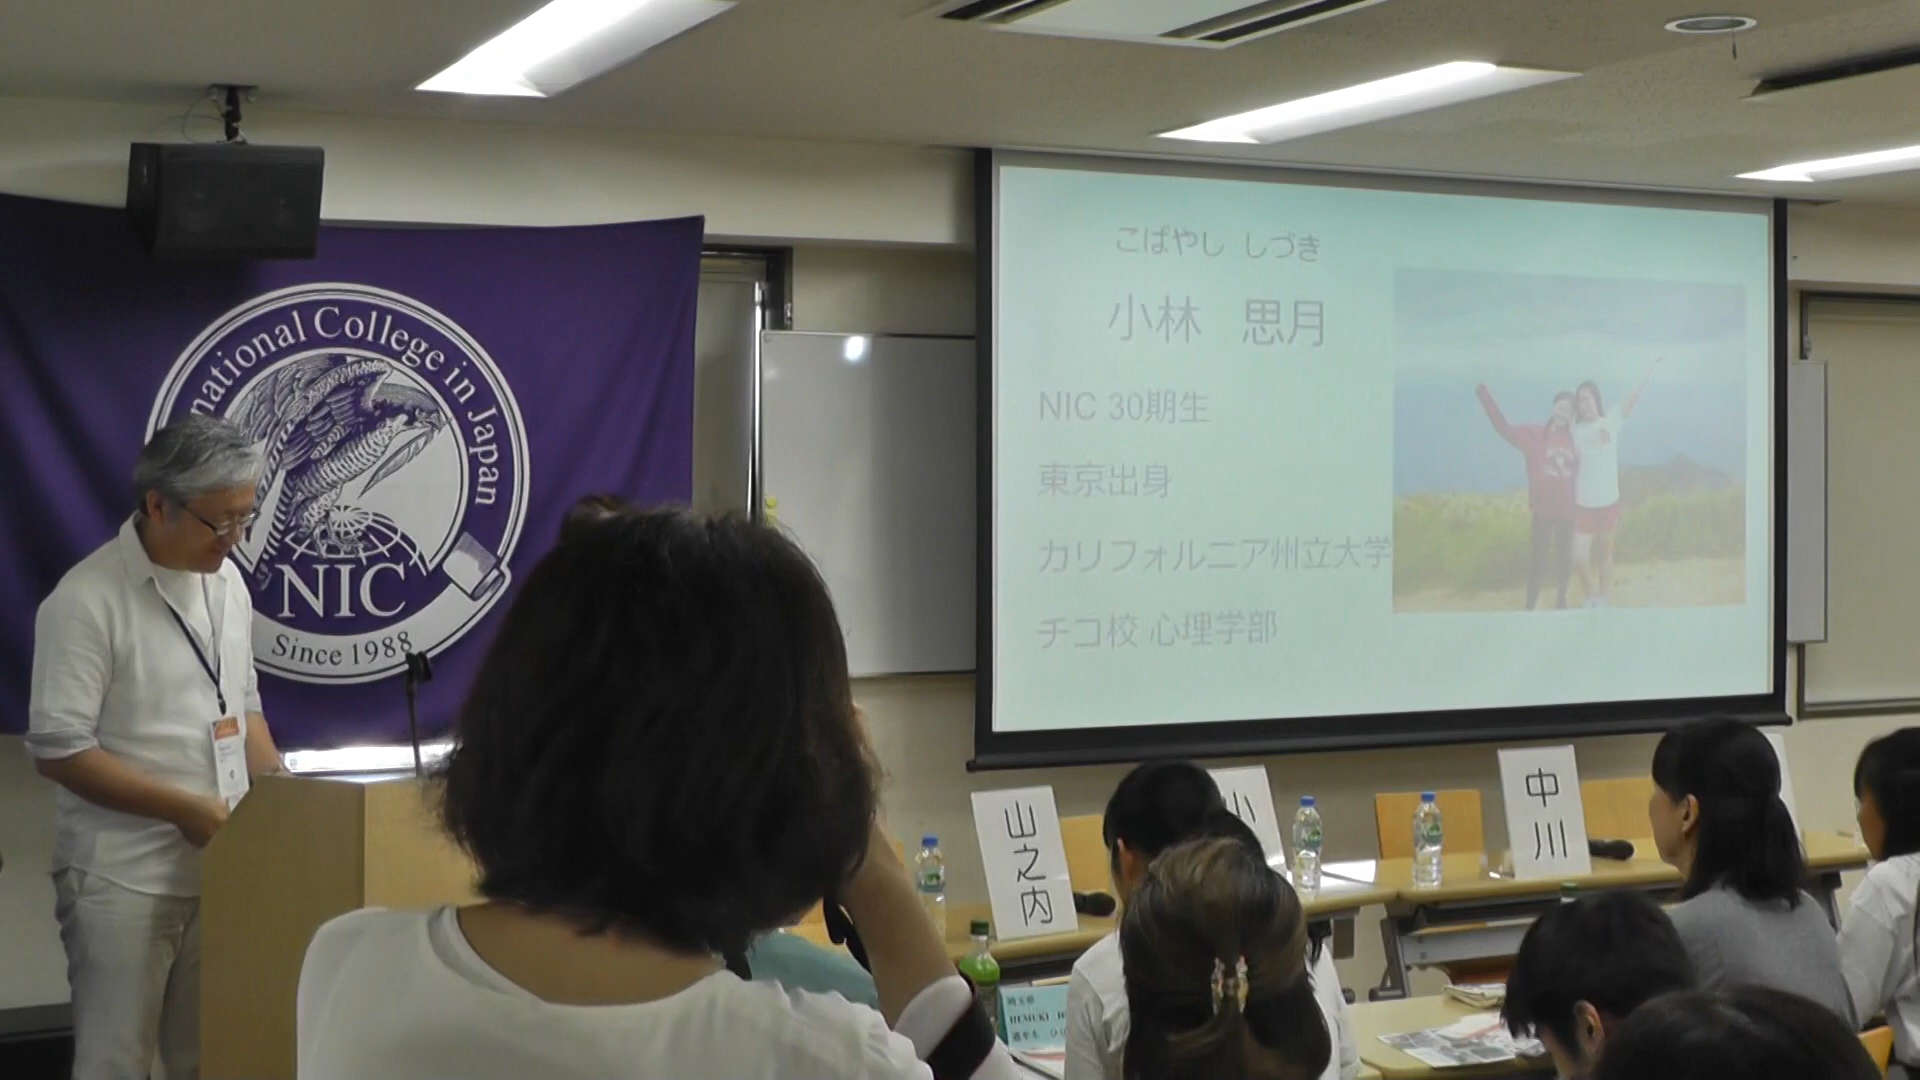 national College in Japan
NIC
Since 1988
こばやし しづき
小林 思月
NIC 30期生
東京出身
カリフォルニア州立大学
チコ校 心理学部
山之内
小
中川